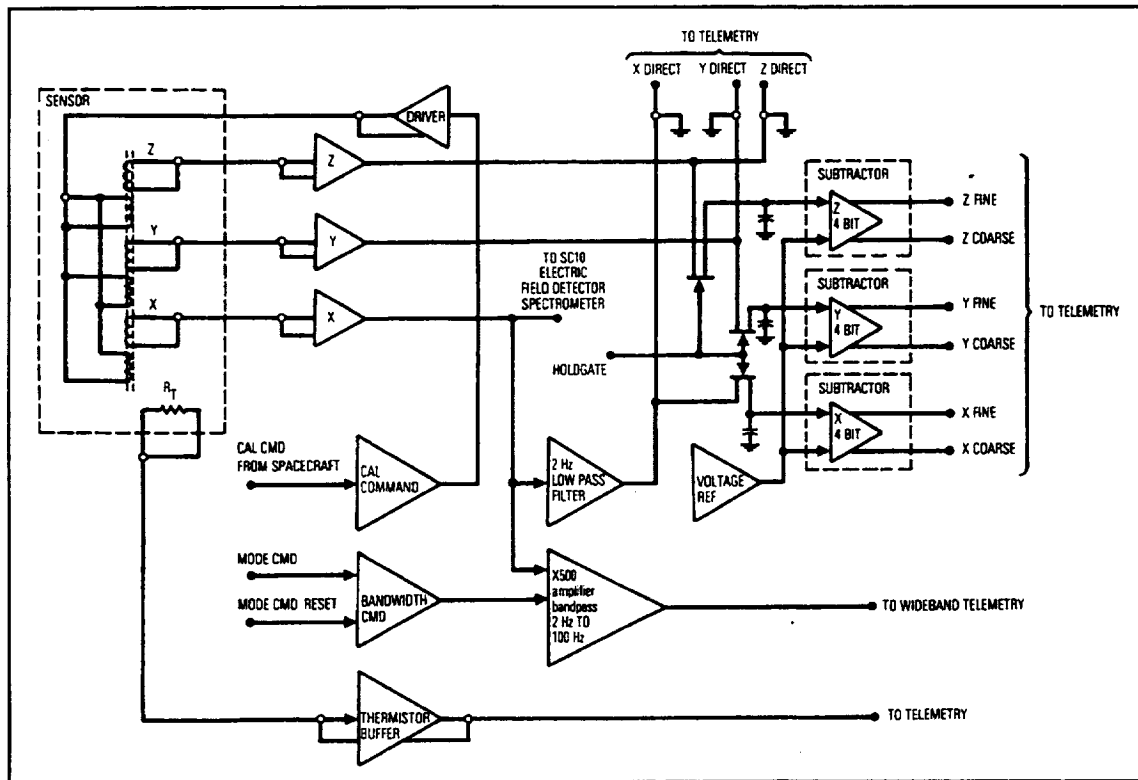 TO TELEMETRY
X DIRECT Y DIRECT Z DIRECT
SENSOR
DRIVER
Z
Z
Y
Y
X
X
TO SC10
ELECTRIC
FIELD DETECTOR
SPECTROMETER
HOLDGATE
SUBTRACTOR
Z
4 BIT
Z FINE
Z COARSE
SUBTRACTOR
Y
4 BIT
Y FINE
Y COARSE
SUBTRACTOR
X
4 BIT
X FINE
X COARSE
TO TELEMETRY
RT
CAL CMD
FROM SPACECRAFT
CAL
COMMAND
2 Hz
LOW PASS
FILTER
VOLTAGE
REF
MODE CMD
MODE CMD RESET
BANDWIDTH
CMD
X500
amplifier
bandpass
2 Hz TO
100 Hz
TO WIDEBAND TELEMETRY
THERMISTOR
BUFFER
TO TELEMETRY